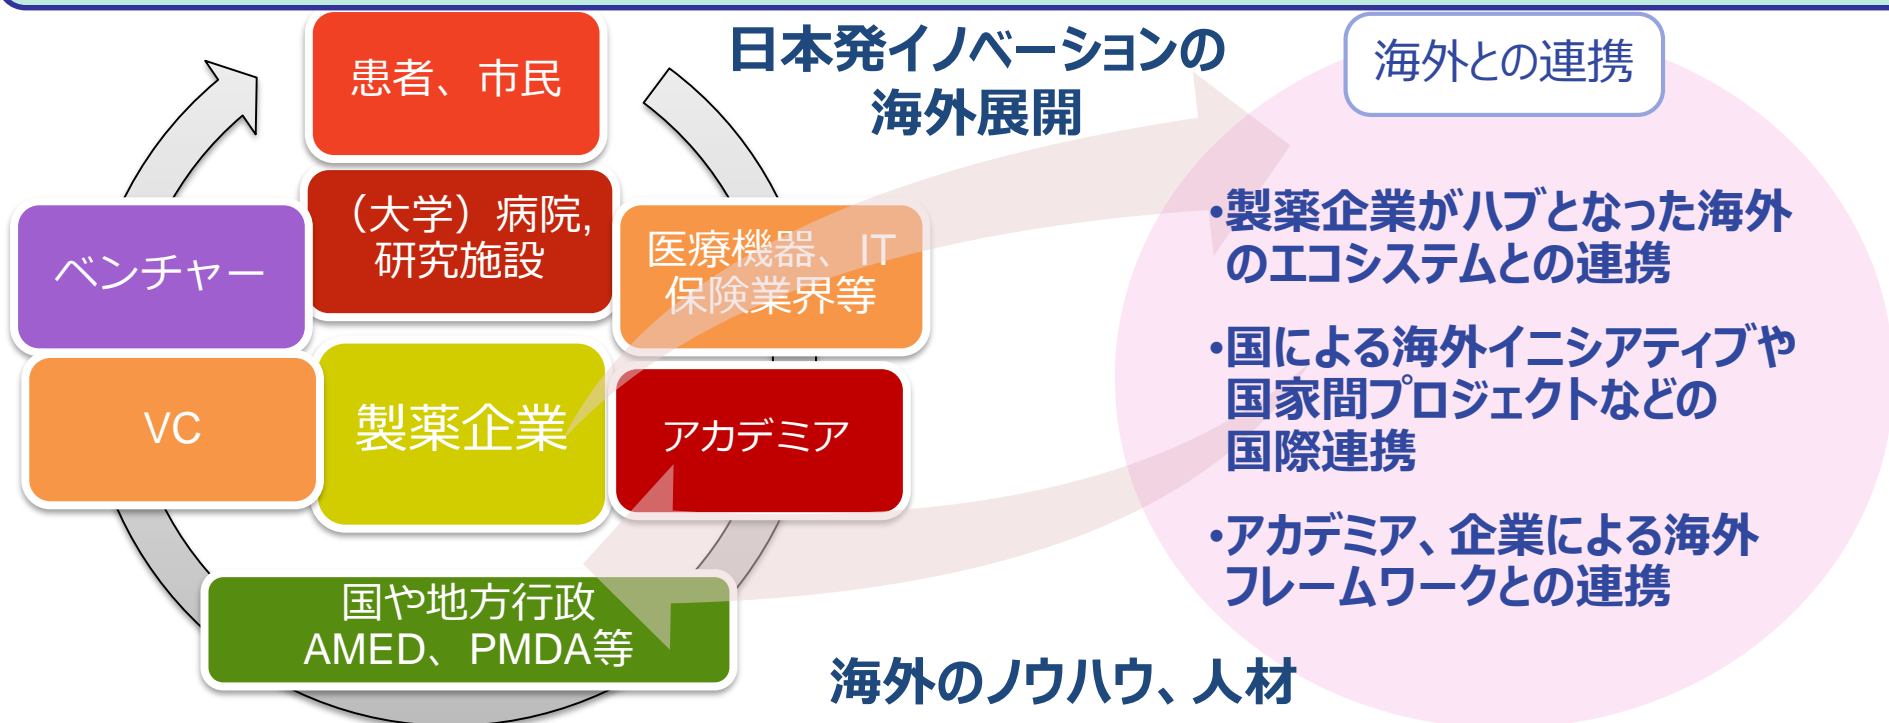 日本発イノベーションの
海外展開
海外との連携
患者、市民
（大学）病院,
研究施設
ベンチャー
医療機器、IT
保険業界等
VC
製薬企業
アカデミア
国や地方行政
AMED、PMDA等
海外のノウハウ、人材
・製薬企業がハブとなった海外
のエコシステムとの連携
・国による海外イニシアティブや
国家間プロジェクトなどの
国際連携
・アカデミア、企業による海外
フレームワークとの連携